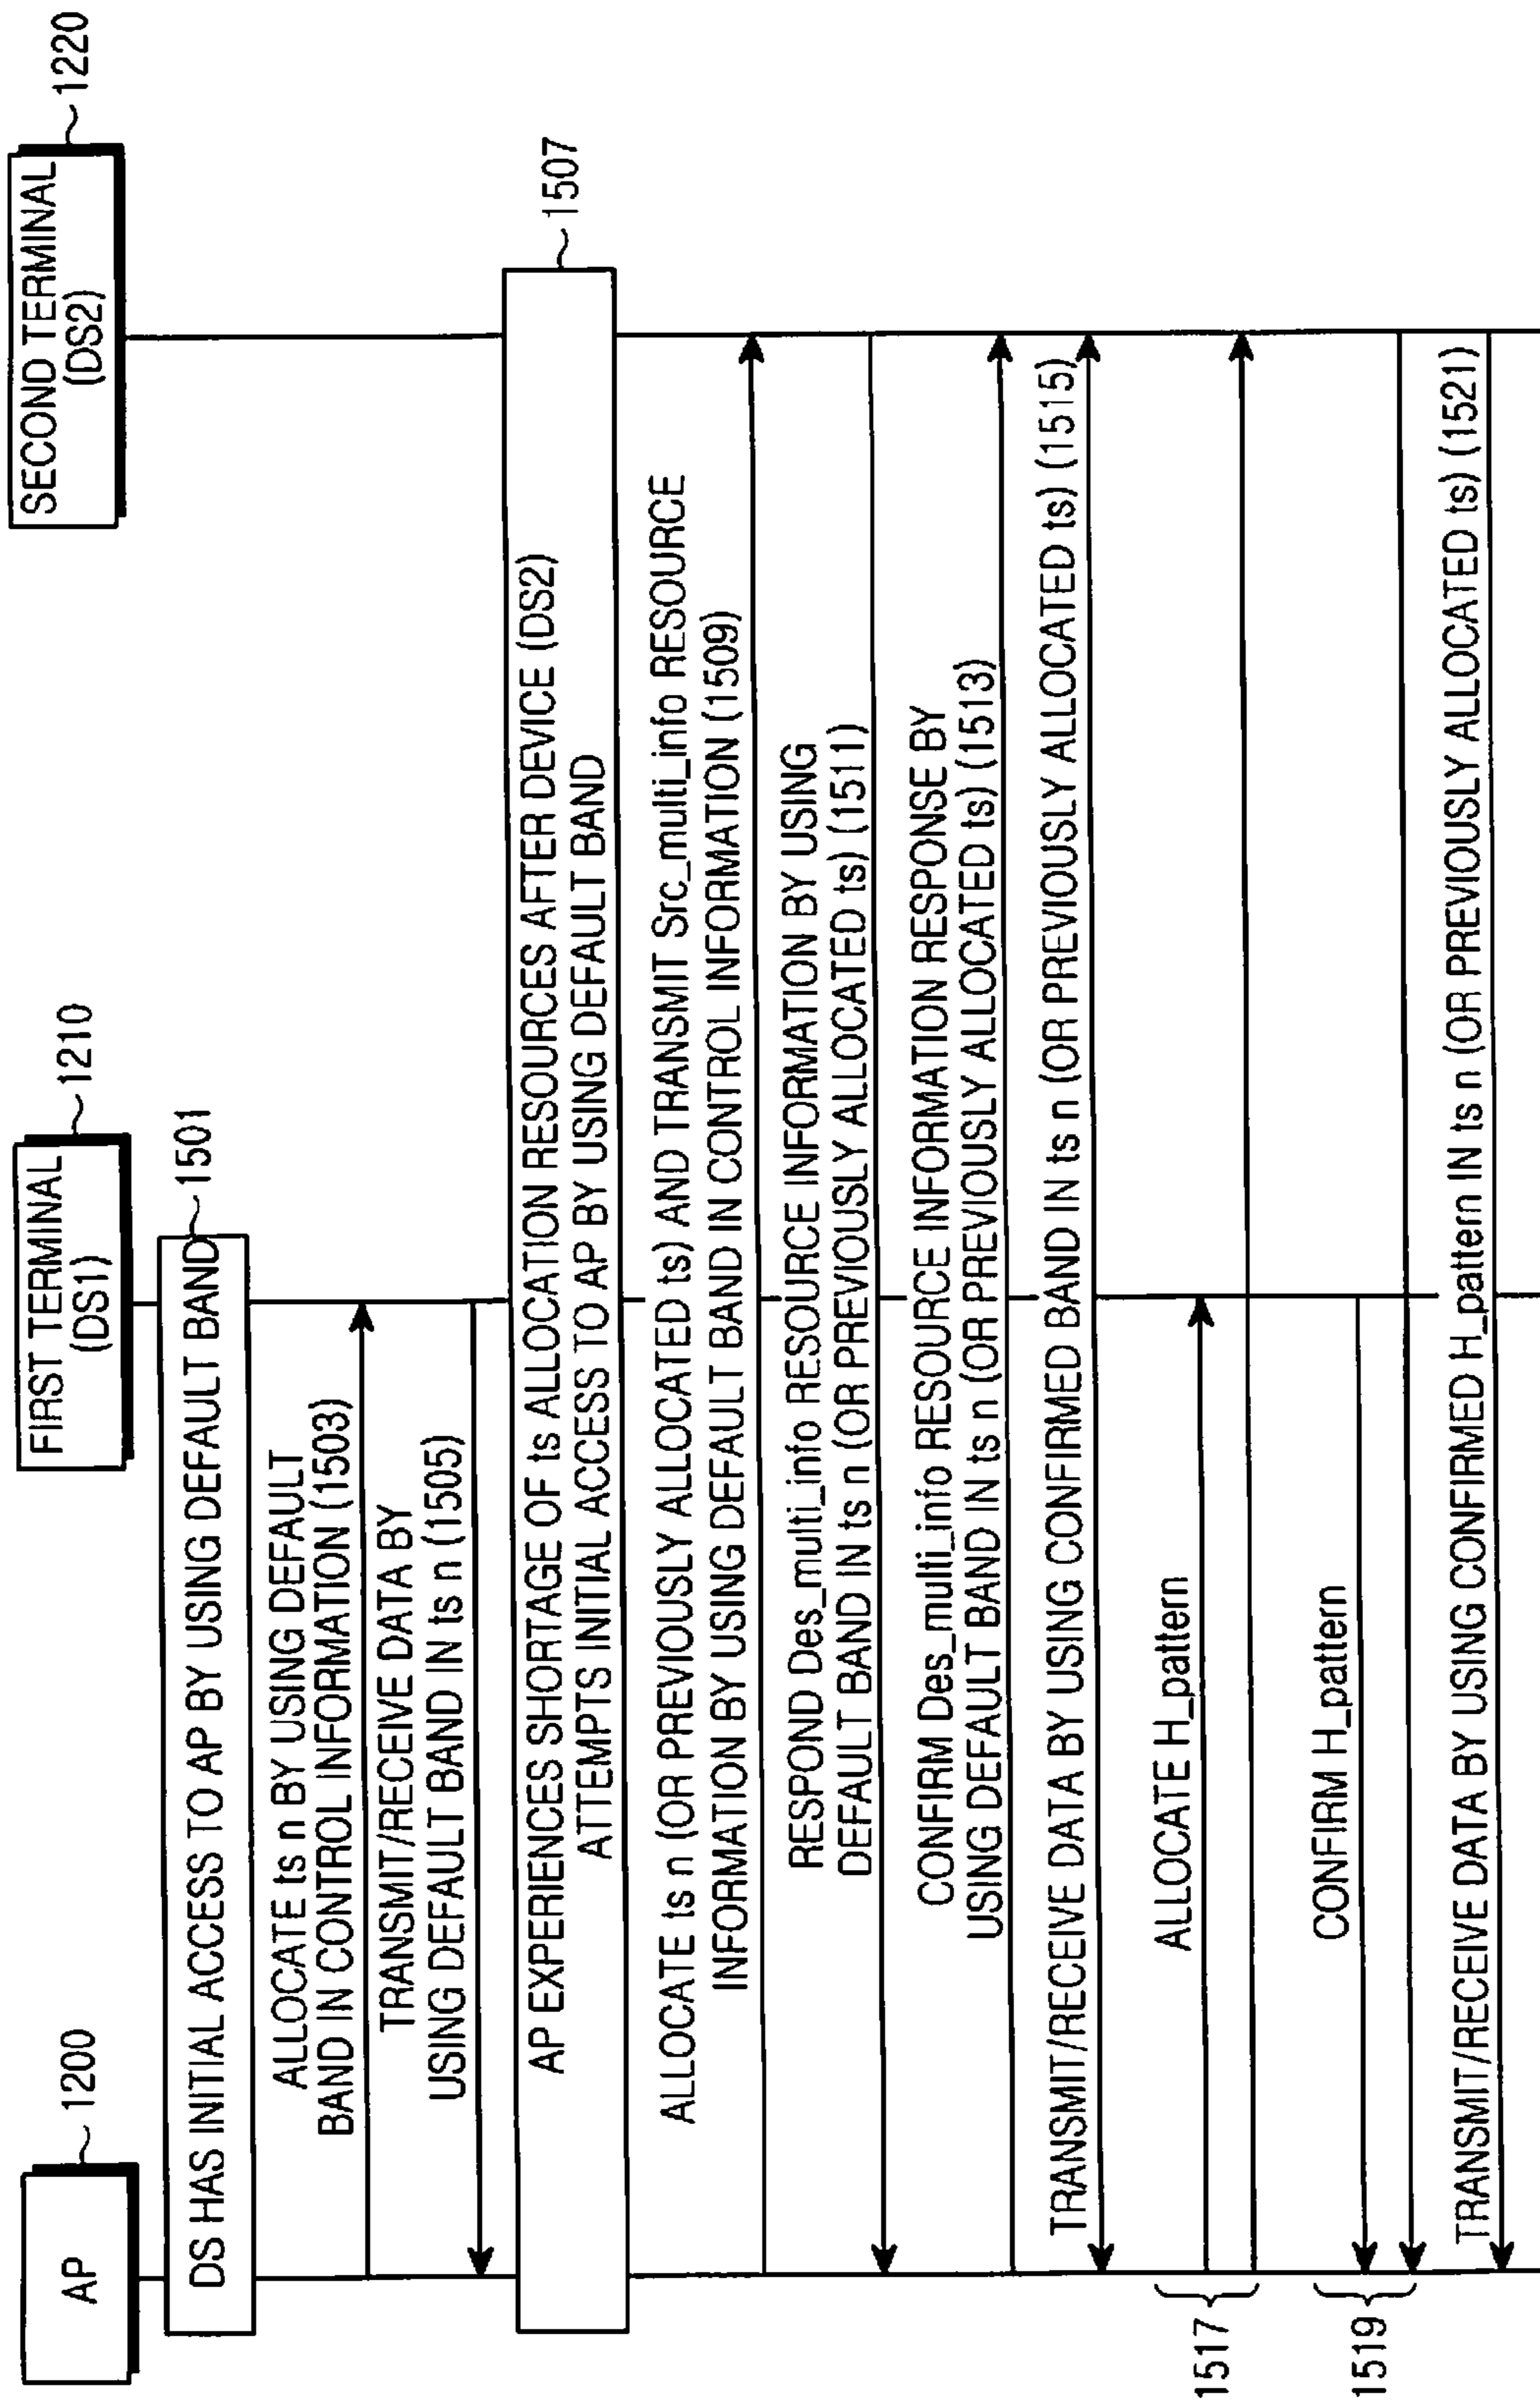 AP
1200
FIRST TERMINAL
(DS1)
1210
SECOND TERMINAL
(DS2)
1220
DS HAS INITIAL ACCESS TO AP BY USING DEFAULT BAND
1501
ALLOCATE ts n BY USING DEFAULT
BAND IN CONTROL INFORMATION (1503)
TRANSMIT/RECEIVE DATA BY
USING DEFAULT BAND IN ts n (1505)
AP EXPERIENCES SHORTAGE OF ts ALLOCATION RESOURCES AFTER DEVICE (DS2)
ATTEMPTS INITIAL ACCESS TO AP BY USING DEFAULT BAND
1507
ALLOCATE ts n (OR PREVIOUSLY ALLOCATED ts) AND TRANSMIT Src_multi_info RESOURCE
INFORMATION BY USING DEFAULT BAND IN CONTROL INFORMATION (1509)
RESPOND Des_multi_info RESOURCE INFORMATION BY USING
DEFAULT BAND IN ts n (OR PREVIOUSLY ALLOCATED ts) (1511)
CONFIRM Des_multi_info RESOURCE INFORMATION RESPONSE BY
USING DEFAULT BAND IN ts n (OR PREVIOUSLY ALLOCATED ts) (1513)
TRANSMIT/RECEIVE DATA BY USING CONFIRMED BAND IN ts n (OR PREVIOUSLY ALLOCATED ts) (1515)
ALLOCATE H_pattern
1517
CONFIRM H_pattern
1519
TRANSMIT/RECEIVE DATA BY USING CONFIRMED H_pattern IN ts n (OR PREVIOUSLY ALLOCATED ts) (1521)